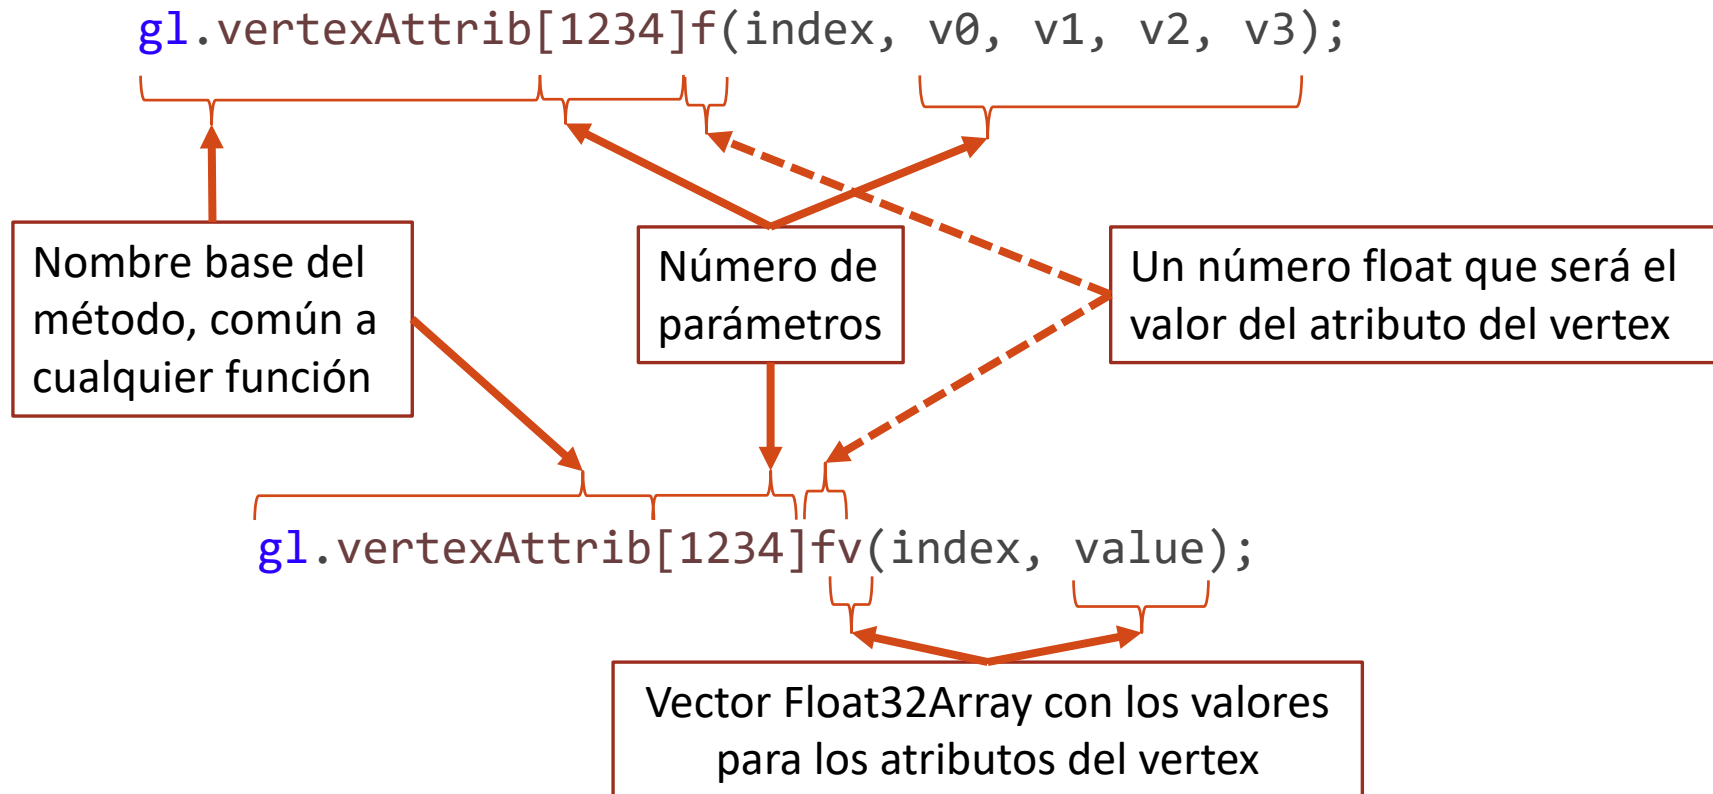 gl.vertexAttrib[1234]f(index, v0, v1, v2, v3);
Nombre base del
método, común a
cualquier función
Número de
parámetros
Un número float que será el
valor del atributo del vertex
gl.vertexAttrib[1234]fv(index, value);
Vector Float32Array con los valores
para los atributos del vertex